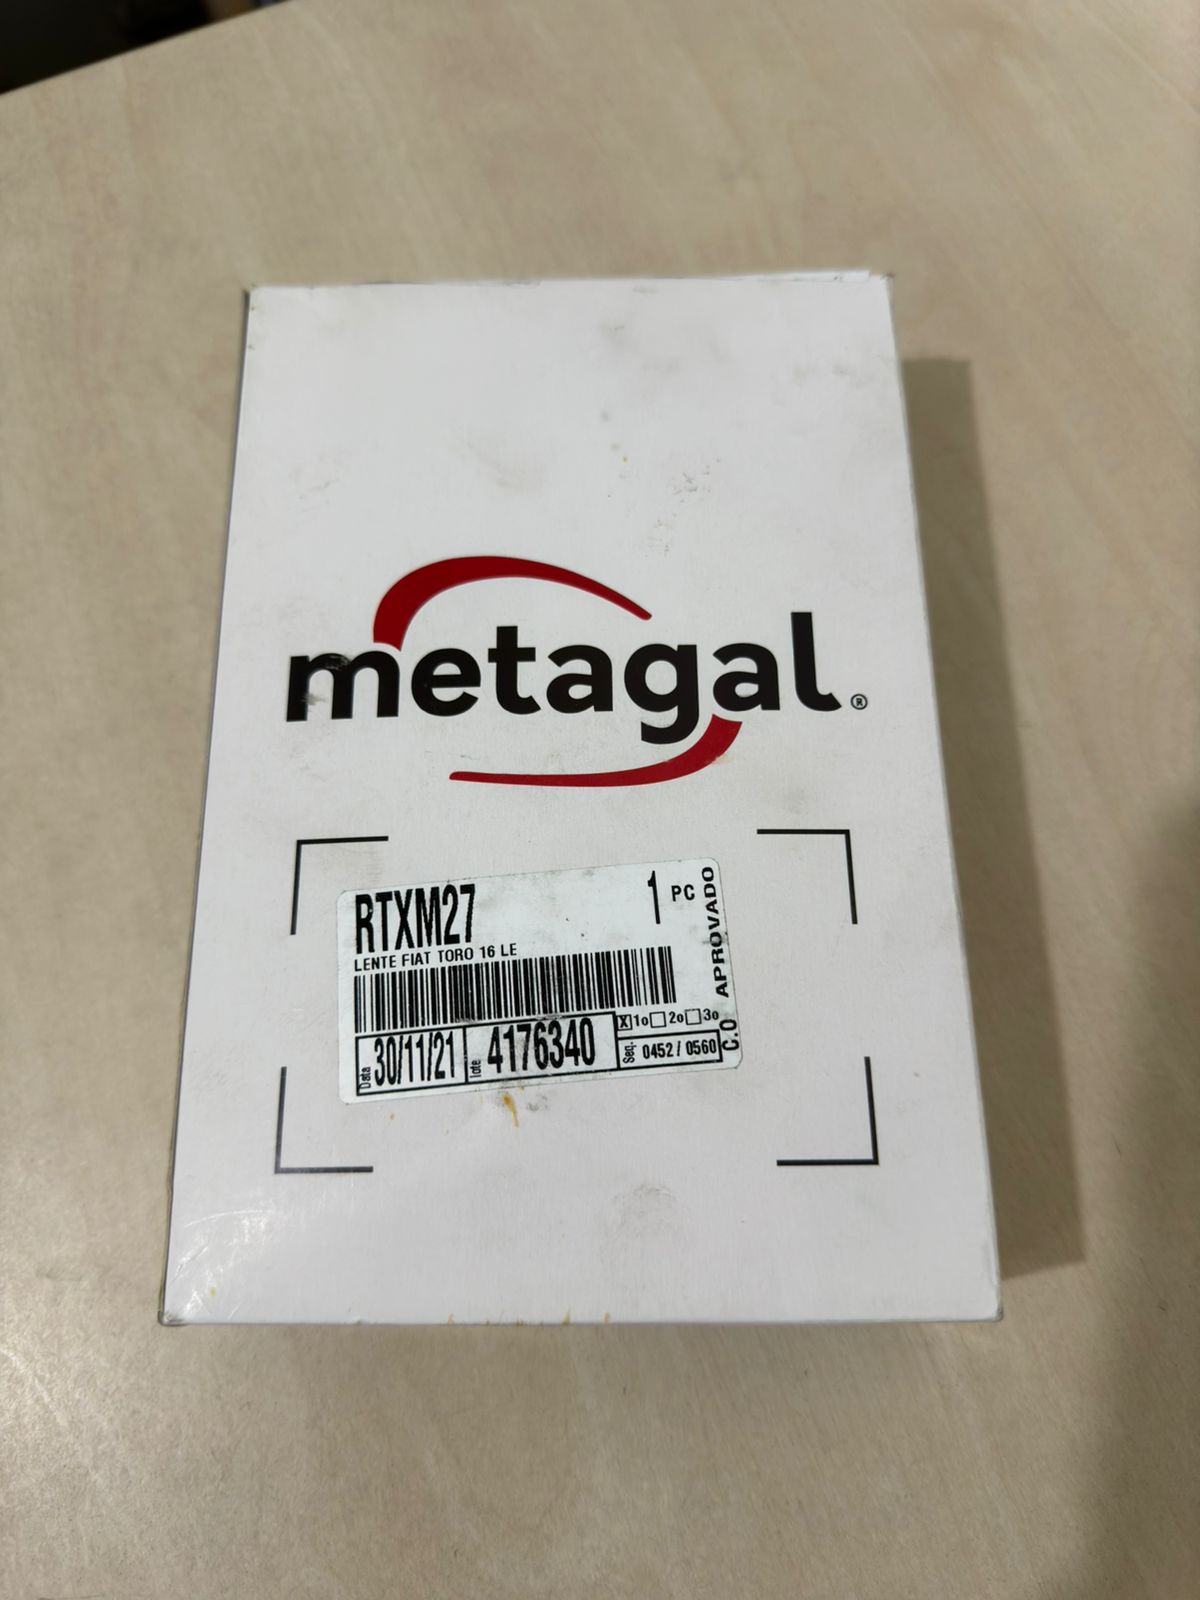 metagal®
RTXM27
1 PC
LENTE FIAT TORO 16 LE
X 1o 2o 3o
Data 30/11/21
lote 4176340
Seq. 0452 / 0560
C.Q APROVADO